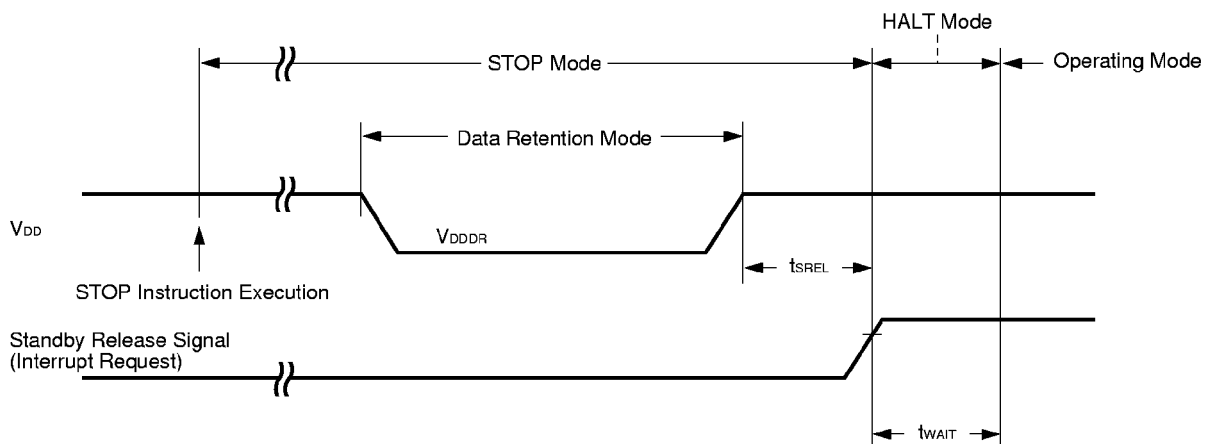 HALT Mode
STOP Mode
Operating Mode
Data Retention Mode
VDD
VDDDR
tSREL
STOP Instruction Execution
Standby Release Signal
(Interrupt Request)
tWAIT